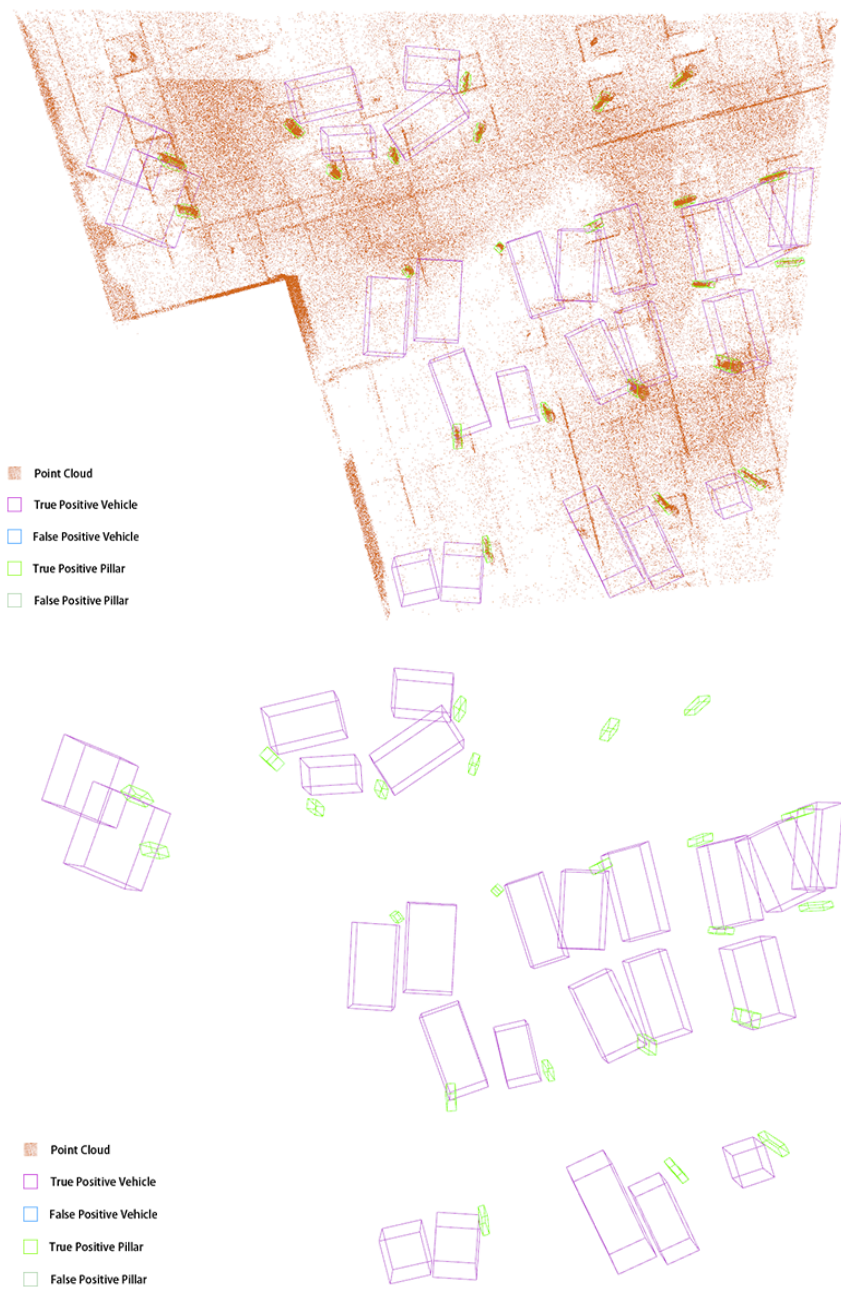 Point Cloud
True Positive Vehicle
False Positive Vehicle
True Positive Pillar
False Positive Pillar
Point Cloud
True Positive Vehicle
False Positive Vehicle
True Positive Pillar
False Positive Pillar